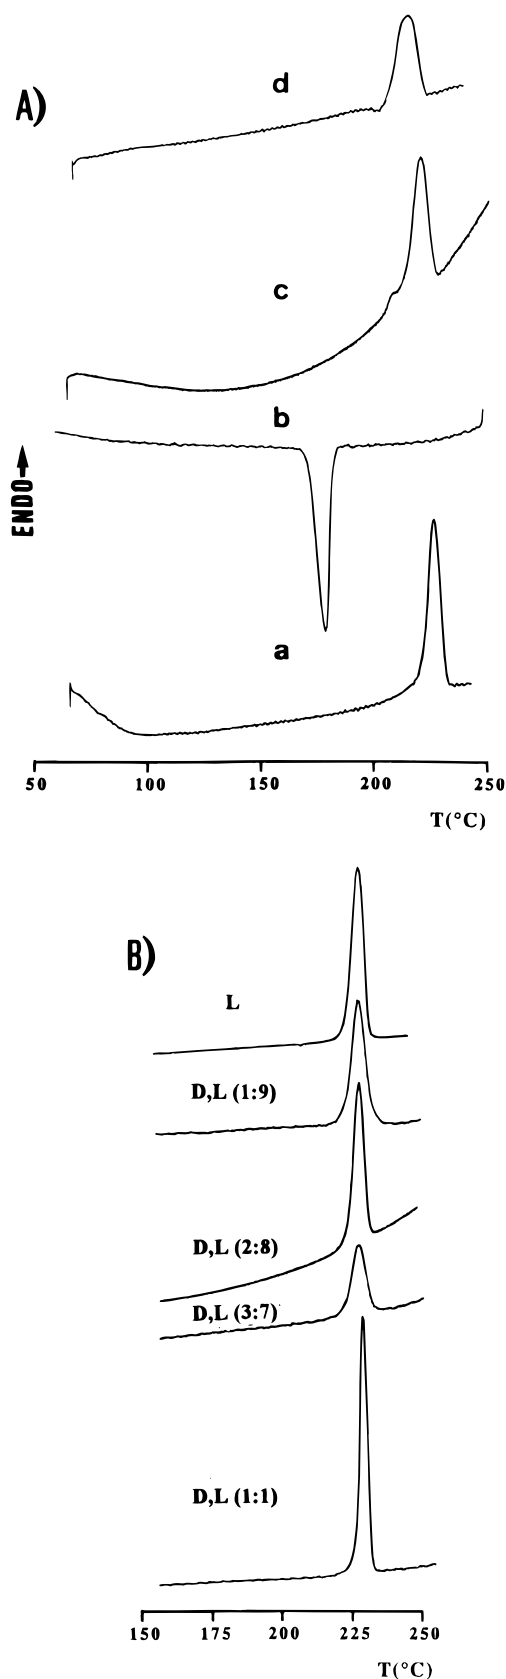 d
A)
c
b
ENDO→
a
50 100 150 200 250
T(°C)
B)
L
D,L (1:9)
D,L (2:8)
D,L (3:7)
D,L (1:1)
150 175 200 225 250
T(°C)